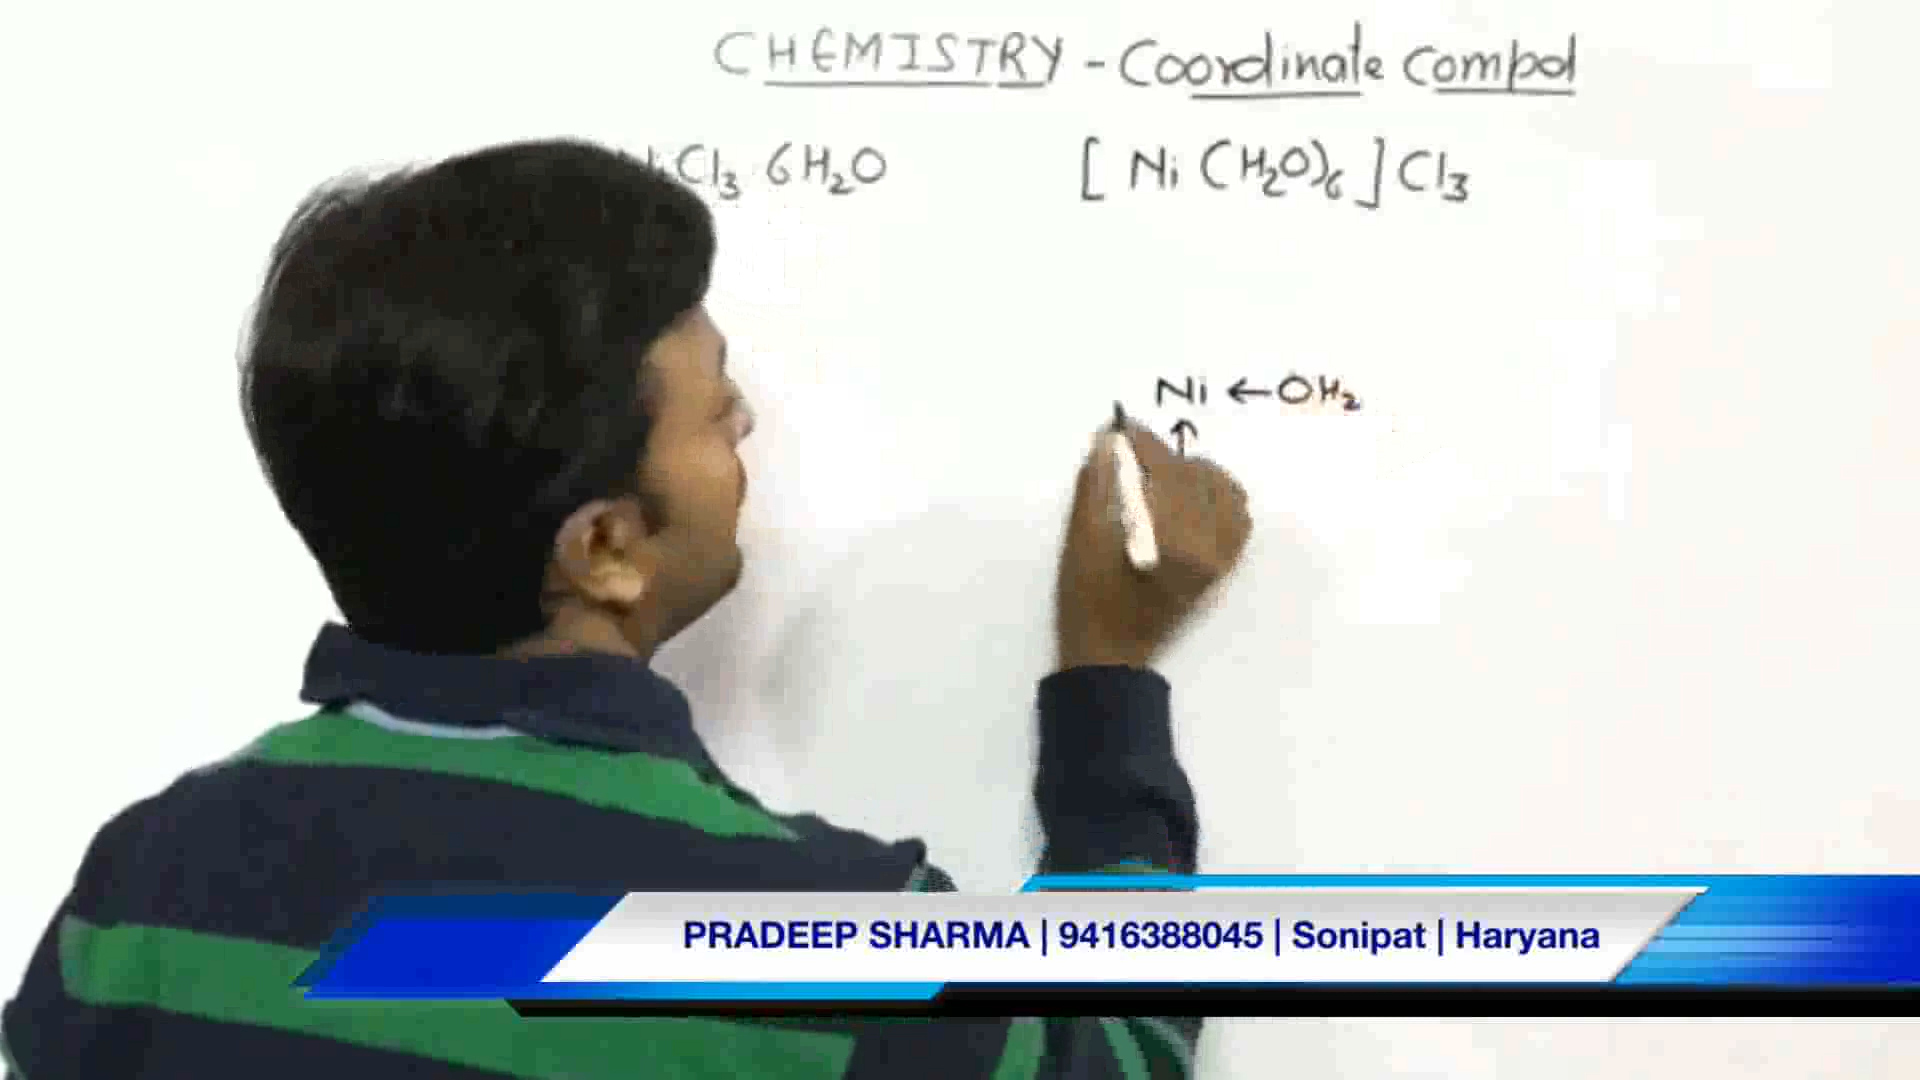 CHEMISTRY - Coordinate Compd
Cl3 6H2O [ Ni (H2O)6 ] Cl3
Ni ← OH2
↑
PRADEEP SHARMA | 9416388045 | Sonipat | Haryana